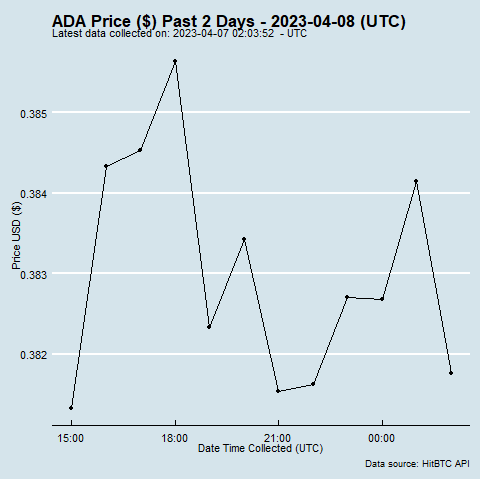 ADA Price ($) Past 2 Days - 2023-04-08 (UTC)
Latest data collected on: 2023-04-07 02:03:52  - UTC
0.385
0.384
0.383
0.382
Price USD ($)
15:00 18:00 21:00 00:00
Date Time Collected (UTC)
Data source: HitBTC API